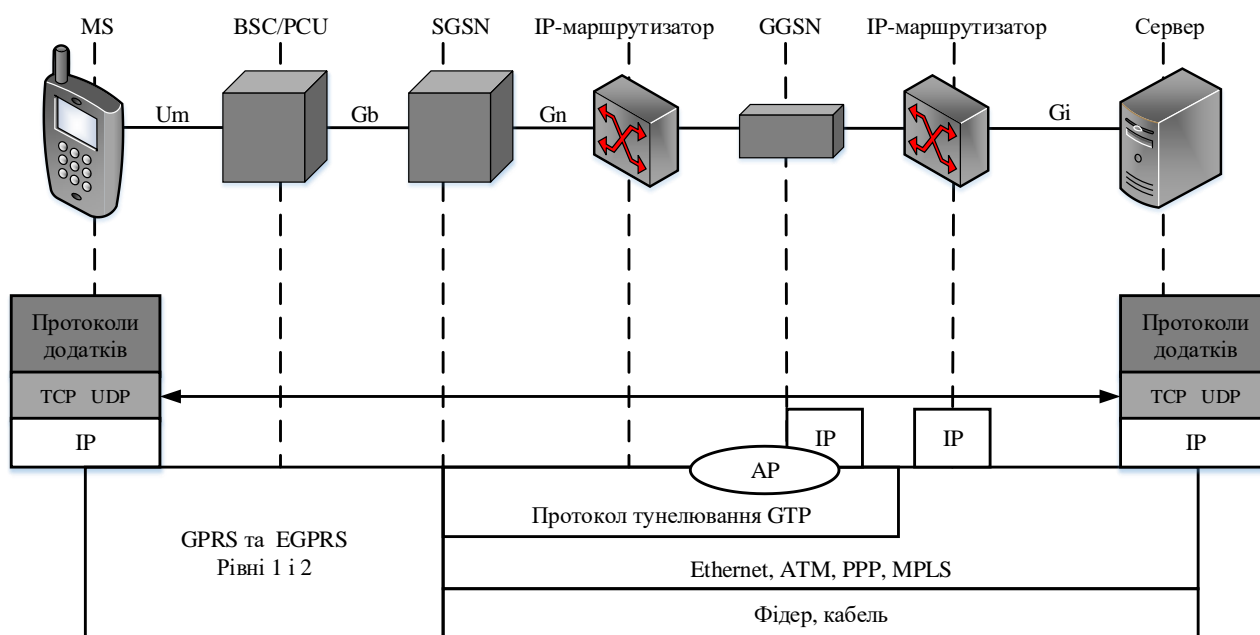 MS
BSC/PCU
SGSN
IP-маршрутизатор
GGSN
IP-маршрутизатор
Сервер
Um
Gb
Gn
Gi
Протоколи
додатків
TCP UDP
IP
Протоколи
додатків
TCP UDP
IP
IP
IP
AP
Протокол тунелювання GTP
GPRS та EGPRS
Рівні 1 і 2
Ethernet, ATM, PPP, MPLS
Фідер, кабель